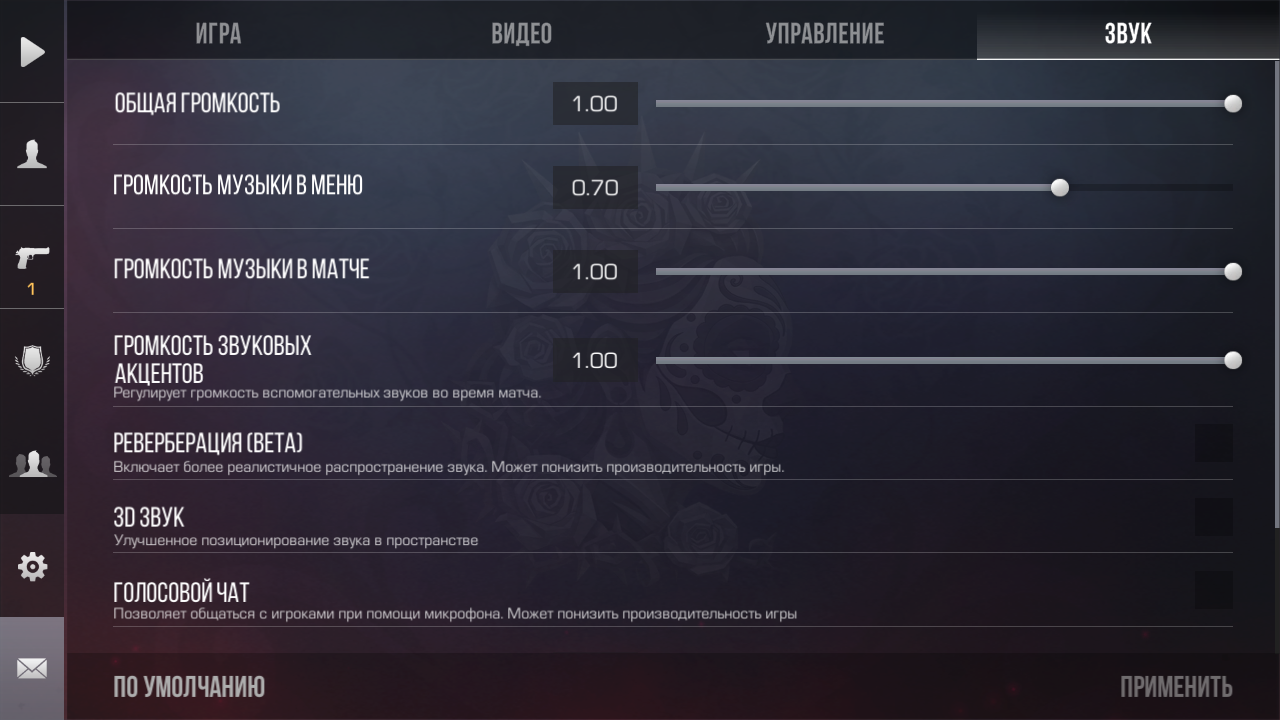 ИГРА
ВИДЕО
УПРАВЛЕНИЕ
ЗВУК
ОБЩАЯ ГРОМКОСТЬ
1.00
ГРОМКОСТЬ МУЗЫКИ В МЕНЮ
0.70
ГРОМКОСТЬ МУЗЫКИ В МАТЧЕ
1.00
1
ГРОМКОСТЬ ЗВУКОВЫХ
АКЦЕНТОВ
1.00
Регулирует громкость вспомогательных звуков во время матча.
РЕВЕРБЕРАЦИЯ (BETA)
Включает более реалистичное распространение звука. Может понизить производительность игры.
3D ЗВУК
Улучшенное позиционирование звука в пространстве
ГОЛОСОВОЙ ЧАТ
Позволяет общаться с игроками при помощи микрофона. Может понизить производительность игры
ПО УМОЛЧАНИЮ
ПРИМЕНИТЬ